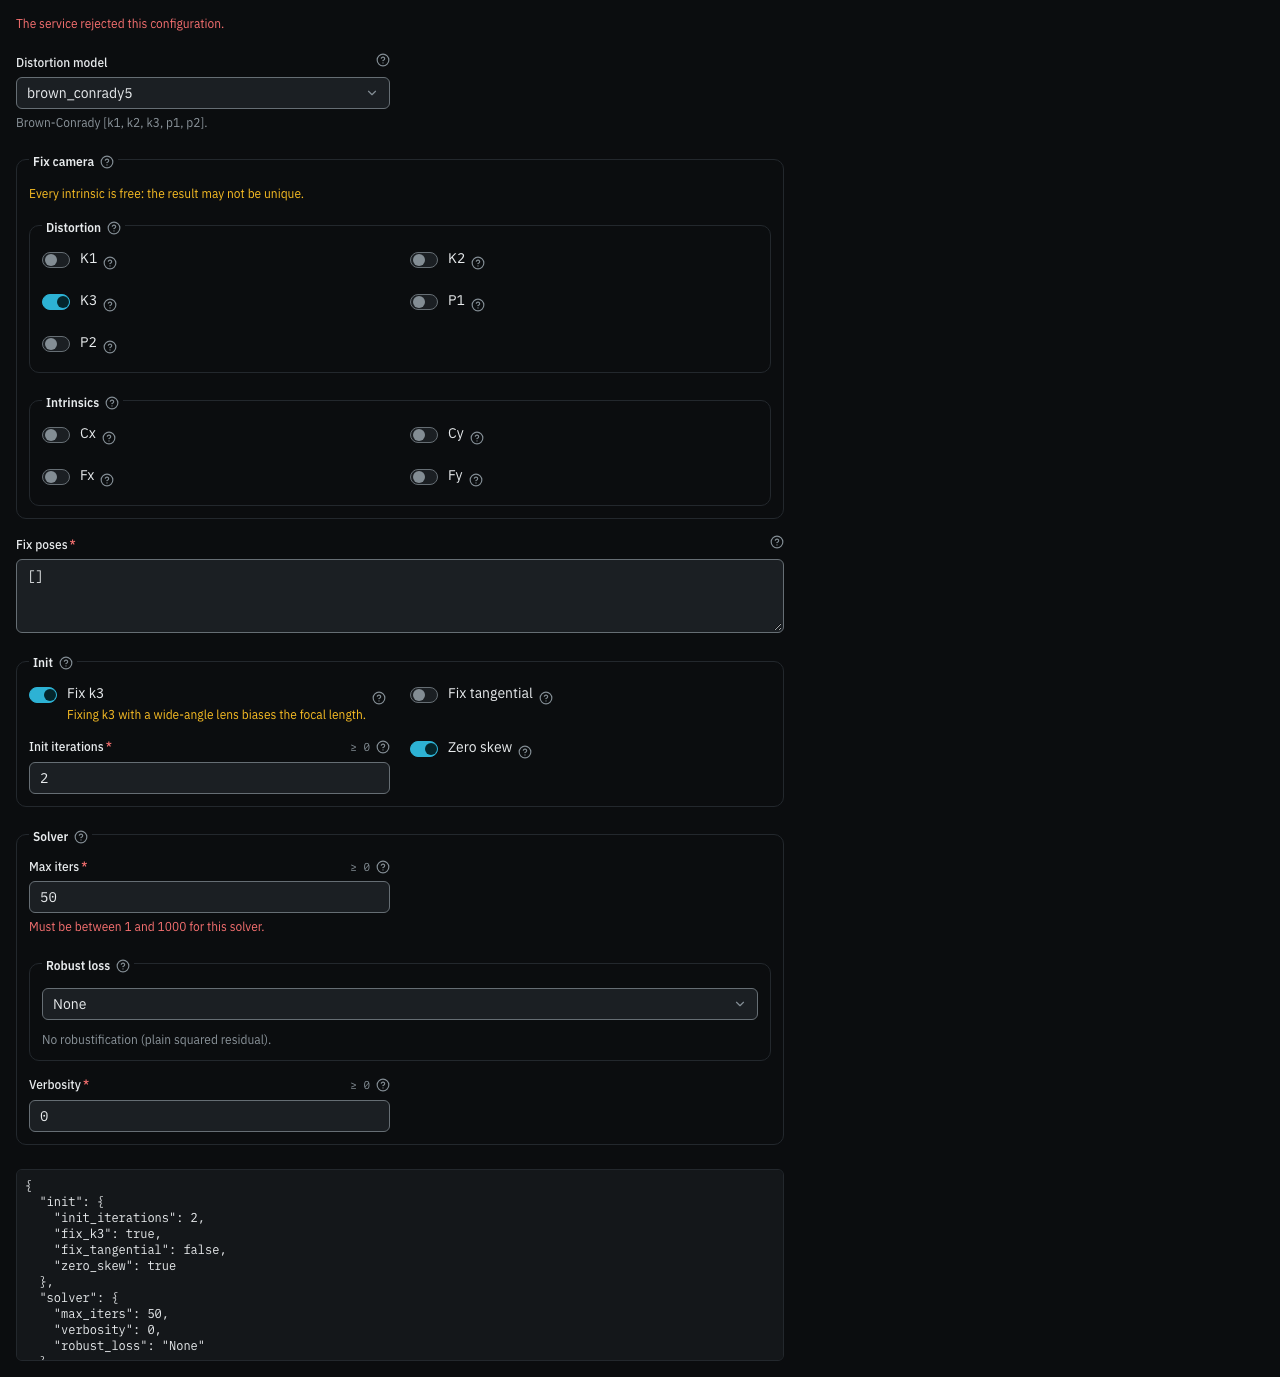 The service rejected this configuration.
Distortion model
brown_conrady5
Brown-Conrady [k1, k2, k3, p1, p2].
Fix camera
Every intrinsic is free: the result may not be unique.
Distortion
K1
K2
K3
P1
P2
Intrinsics
Cx
Cy
Fx
Fy
Fix poses *
[]
Init
Fix k3
Fixing k3 with a wide-angle lens biases the focal length.
Fix tangential
Init iterations * ≥ 0
Zero skew
2
Solver
Max iters * ≥ 0
50
Must be between 1 and 1000 for this solver.
Robust loss
None
No robustification (plain squared residual).
Verbosity * ≥ 0
0
{
"init": {
"init_iterations": 2,
"fix_k3": true,
"fix_tangential": false,
"zero_skew": true
},
"solver": {
"max_iters": 50,
"verbosity": 0,
"robust_loss": "None"